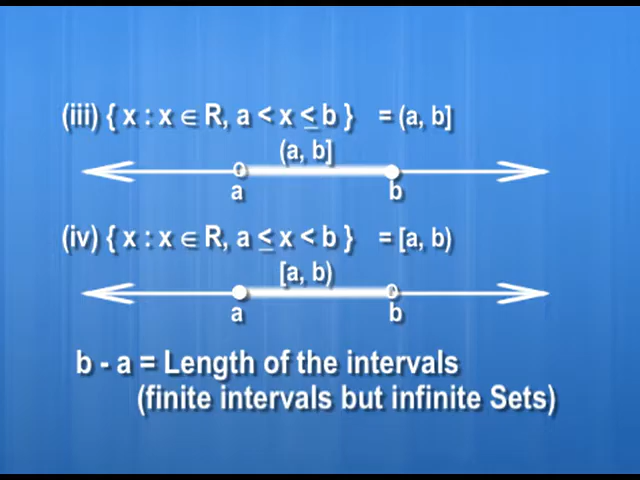 (iii) { x : x ∈ R, a < x ≤ b } = (a, b]
(a, b]
a b
(iv) { x : x ∈ R, a ≤ x < b } = [a, b)
[a, b)
a b
b - a = Length of the intervals
(finite intervals but infinite Sets)